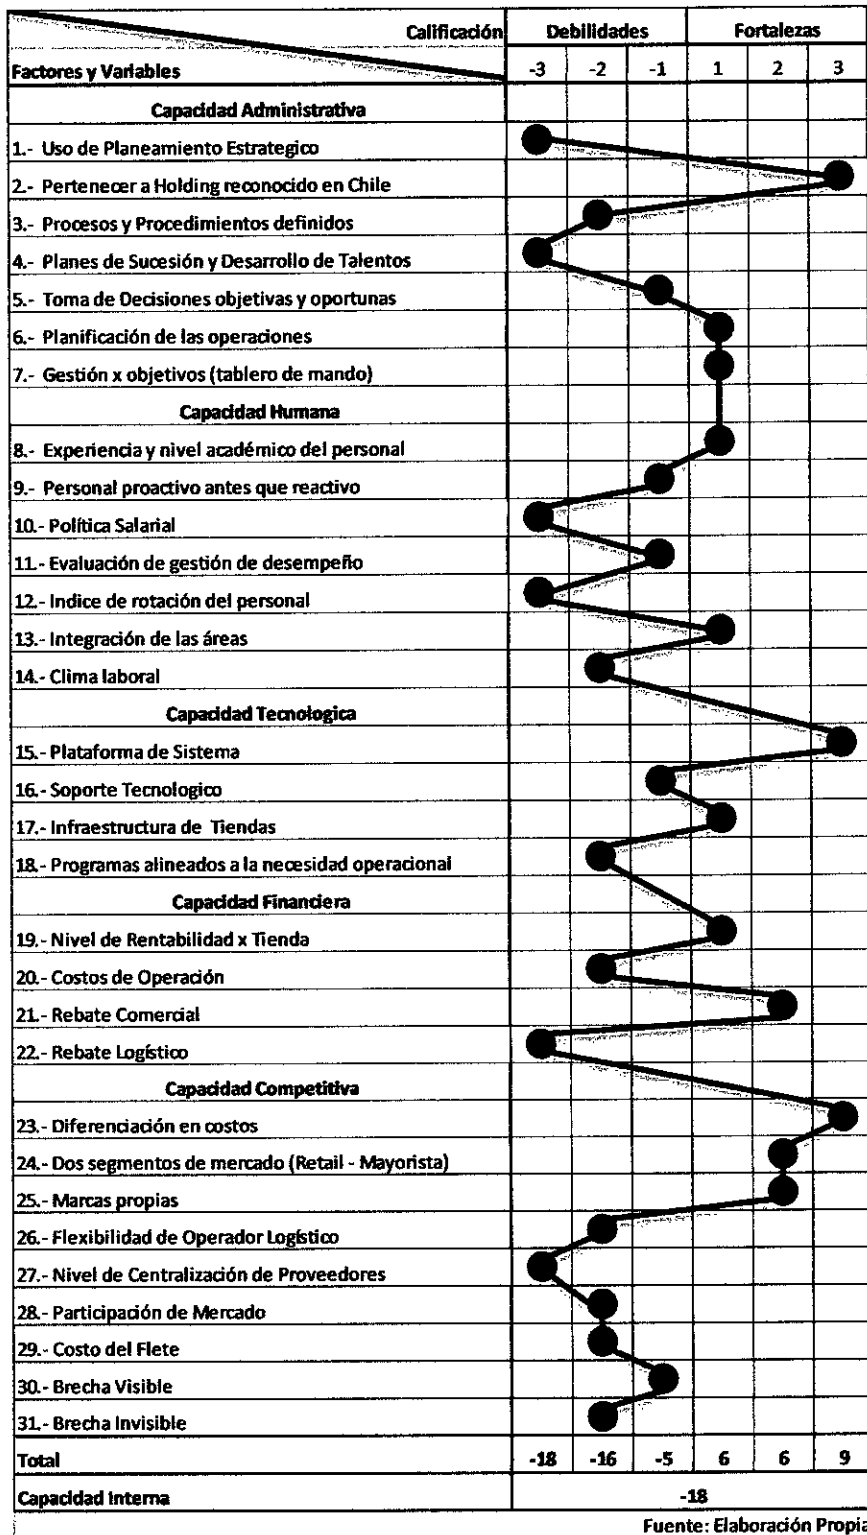 Calificación Debilidades Fortalezas
Factores y Variables -3 -2 -1 1 2 3
Capacidad Administrativa
1.- Uso de Planeamiento Estrategico
2.- Pertenecer a Holding reconocido en Chile
3.- Procesos y Procedimientos definidos
4.- Planes de Sucesión y Desarrollo de Talentos
5.- Toma de Decisiones objetivas y oportunas
6.- Planificación de las operaciones
7.- Gestión x objetivos (tablero de mando)
Capacidad Humana
8.- Experiencia y nivel académico del personal
9.- Personal proactivo antes que reactivo
10.- Política Salarial
11.- Evaluación de gestión de desempeño
12.- Indice de rotación del personal
13.- Integración de las áreas
14.- Clima laboral
Capacidad Tecnologica
15.- Plataforma de Sistema
16.- Soporte Tecnologico
17.- Infraestructura de Tiendas
18.- Programas alineados a la necesidad operacional
Capacidad Financiera
19.- Nivel de Rentabilidad x Tienda
20.- Costos de Operación
21.- Rebate Comercial
22.- Rebate Logístico
Capacidad Competitiva
23.- Diferenciación en costos
24.- Dos segmentos de mercado (Retail - Mayorista)
25.- Marcas propias
26.- Flexibilidad de Operador Logístico
27.- Nivel de Centralización de Proveedores
28.- Participación de Mercado
29.- Costo del Flete
30.- Brecha Visible
31.- Brecha Invisible
Total -18 -16 -5 6 6 9
Capacidad Interna -18
Fuente: Elaboración Propia